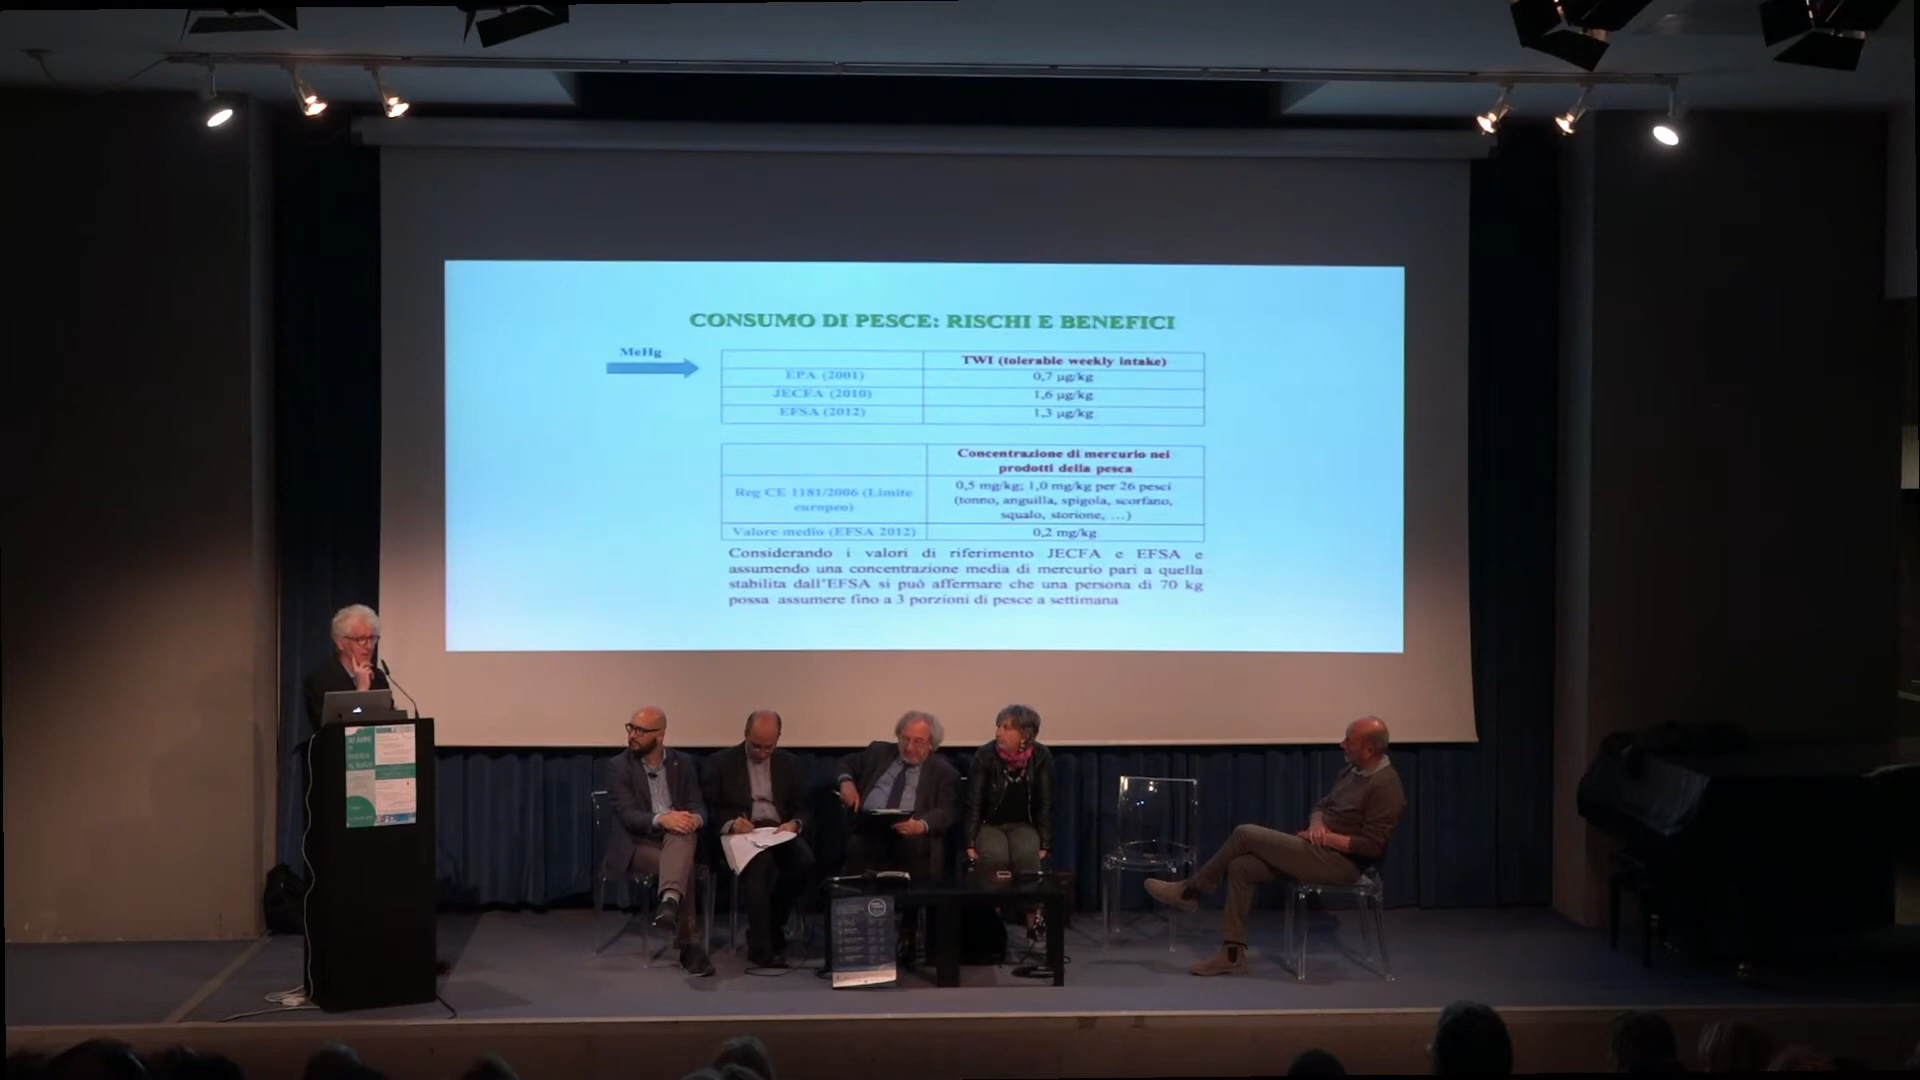 CONSUMO DI PESCE: RISCHI E BENEFICI
MeHg
TWI (tolerable weekly intake)
EPA (2001)
0,7 µg/kg
JECFA (2010)
1,6 µg/kg
EFSA (2012)
1,3 µg/kg
Concentrazione di mercurio nei
prodotti della pesca
Reg CE 1181/2006 (Limite
europeo)
0,5 mg/kg; 1,0 mg/kg per 26 pesci
(tonno, anguilla, spigola, scorfano,
squalo, storione, …)
Valore medio (EFSA 2012)
0,2 mg/kg
Considerando i valori di riferimento JECFA e EFSA e
assumendo una concentrazione media di mercurio pari a quella
stabilita dall'EFSA si può affermare che una persona di 70 kg
possa assumere fino a 3 porzioni di pesce a settimana